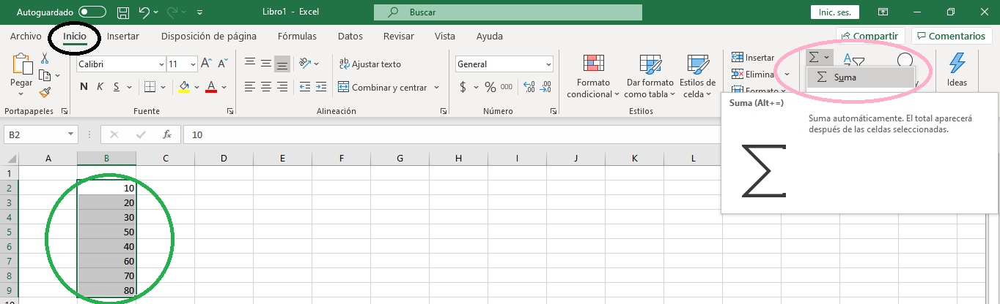 Autoguardado
Libro1 - Excel
Buscar
Inic. ses.
Archivo Inicio Insertar Disposición de página Fórmulas Datos Revisar Vista Ayuda
Compartir Comentarios
Pegar
Portapapeles
Calibri 11 A A
N K S A
Fuente
ab Ajustar texto
Combinar y centrar
Alineación
General
$ % 000
Número
Formato condicional
Dar formato como tabla
Estilos de celda
Estilos
Insertar
Elimina
Formato
Σ
Σ Suma
Ideas
Suma (Alt+=)
Suma automáticamente. El total aparecerá
después de las celdas seleccionadas.
Σ
B2 fx 10
A B C D E F G H I J K L
1
2 10
3 20
4 30
5 50
6 40
7 60
8 70
9 80